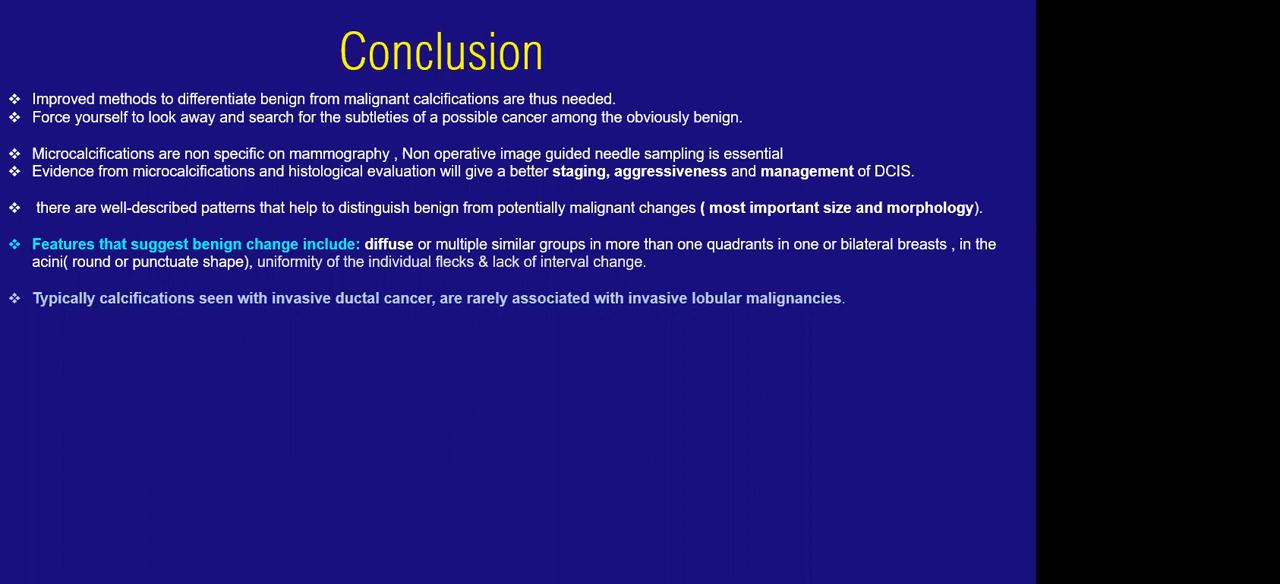 Conclusion
❖ Improved methods to differentiate benign from malignant calcifications are thus needed.
❖ Force yourself to look away and search for the subtleties of a possible cancer among the obviously benign.
❖ Microcalcifications are non specific on mammography , Non operative image guided needle sampling is essential
❖ Evidence from microcalcifications and histological evaluation will give a better staging, aggressiveness and management of DCIS.
❖ there are well-described patterns that help to distinguish benign from potentially malignant changes ( most important size and morphology).
❖ Features that suggest benign change include: diffuse or multiple similar groups in more than one quadrants in one or bilateral breasts , in the
acini( round or punctuate shape), uniformity of the individual flecks & lack of interval change.
❖ Typically calcifications seen with invasive ductal cancer, are rarely associated with invasive lobular malignancies.